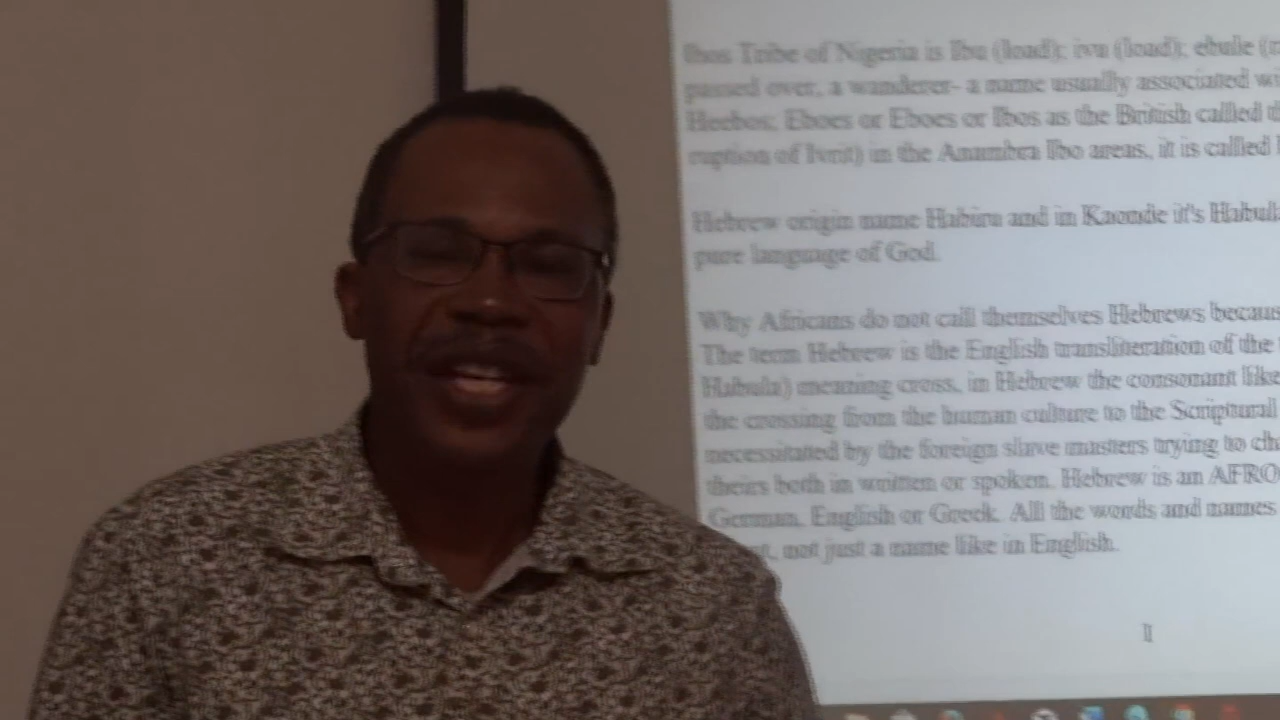 Ibos Tribe of Nigeria is Ibu (load); ivu (load); ebule
passed over, a wanderer- a name usually associated
Heebos; Eboes or Eboes or Ibos as the British called
ruption of Ivrit) in the Anambra Ibo areas, it is called
Hebrew origin name Habiru and in Kaonde it's
pure language of God.
Why Africans do not call themselves Hebrews
The term Hebrew is the English transliteration of the
Habula) meaning cross, in Hebrew the consonant like
the crossing from the human culture to the Scriptural
necessitated by the foreign slave masters trying to
theirs both in written or spoken. Hebrew is an AFRO
German, English or Greek. All the words and names
not just a name like in English.